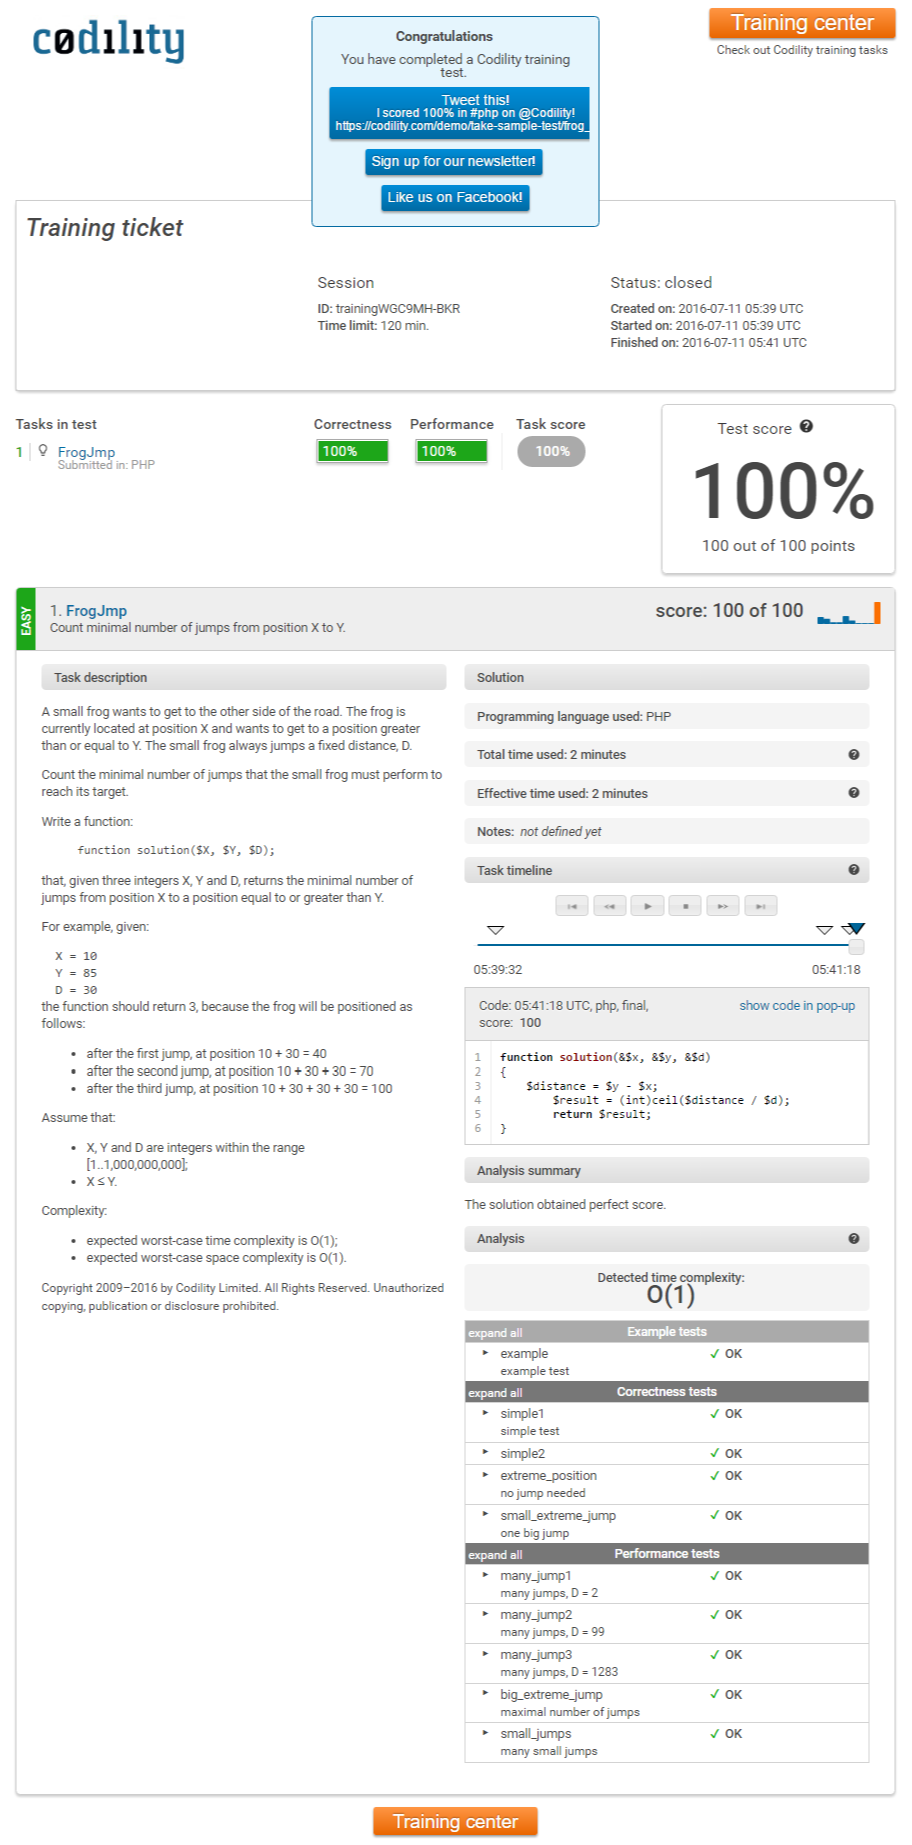 codility
Congratulations
You have completed a Codility training
test.
Tweet this!
I scored 100% in #php on @Codility!
https://codility.com/demo/take-sample-test/frog_
Sign up for our newsletter!
Like us on Facebook!
Training center
Check out Codility training tasks
Training ticket
Session
ID: trainingWGC9MH-BKR
Time limit: 120 min.
Status: closed
Created on: 2016-07-11 05:39 UTC
Started on: 2016-07-11 05:39 UTC
Finished on: 2016-07-11 05:41 UTC
Tasks in test
Correctness
Performance
Task score
1
FrogJmp
Submitted in: PHP
100%
100%
100%
Test score ?
100%
100 out of 100 points
EASY
1. FrogJmp
Count minimal number of jumps from position X to Y.
score: 100 of 100
Task description
A small frog wants to get to the other side of the road. The frog is
currently located at position X and wants to get to a position greater
than or equal to Y. The small frog always jumps a fixed distance, D.
Count the minimal number of jumps that the small frog must perform to
reach its target.
Write a function:
function solution($X, $Y, $D);
that, given three integers X, Y and D, returns the minimal number of
jumps from position X to a position equal to or greater than Y.
For example, given:
X = 10
Y = 85
D = 30
the function should return 3, because the frog will be positioned as
follows:
• after the first jump, at position 10 + 30 = 40
• after the second jump, at position 10 + 30 + 30 = 70
• after the third jump, at position 10 + 30 + 30 + 30 = 100
Assume that:
• X, Y and D are integers within the range
[1..1,000,000,000];
• X ≤ Y.
Complexity:
• expected worst-case time complexity is O(1);
• expected worst-case space complexity is O(1).
Copyright 2009–2016 by Codility Limited. All Rights Reserved. Unauthorized
copying, publication or disclosure prohibited.
Solution
Programming language used: PHP
Total time used: 2 minutes ?
Effective time used: 2 minutes ?
Notes: not defined yet
Task timeline ?
05:39:32
05:41:18
Code: 05:41:18 UTC, php, final,
score: 100
show code in pop-up
1 function solution(&$x, &$y, &$d)
2 {
3 $distance = $y - $x;
4 $result = (int)ceil($distance / $d);
5 return $result;
6 }
Analysis summary
The solution obtained perfect score.
Analysis ?
Detected time complexity:
O(1)
expand all Example tests
example ✓ OK
example test
expand all Correctness tests
simple1 ✓ OK
simple test
simple2 ✓ OK
extreme_position ✓ OK
no jump needed
small_extreme_jump ✓ OK
one big jump
expand all Performance tests
many_jump1 ✓ OK
many jumps, D = 2
many_jump2 ✓ OK
many jumps, D = 99
many_jump3 ✓ OK
many jumps, D = 1283
big_extreme_jump ✓ OK
maximal number of jumps
small_jumps ✓ OK
many small jumps
Training center